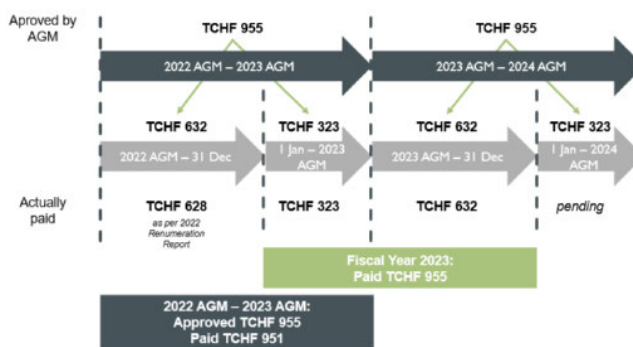 Aproved by
AGM
TCHF 955
TCHF 955
2022 AGM – 2023 AGM
2023 AGM – 2024 AGM
TCHF 632
TCHF 323
TCHF 632
TCHF 323
2022 AGM – 31 Dec
1 Jan – 2023
AGM
2023 AGM – 31 Dec
1 Jan – 2024
AGM
Actually
paid
TCHF 628
TCHF 323
TCHF 632
pending
as per 2022
Renumeration
Report
Fiscal Year 2023:
Paid TCHF 955
2022 AGM – 2023 AGM:
Approved TCHF 955
Paid TCHF 951